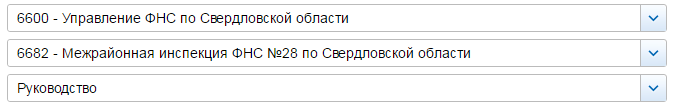 6600 - Управление ФНС по Свердловской области
6682 - Межрайонная инспекция ФНС №28 по Свердловской области
Руководство